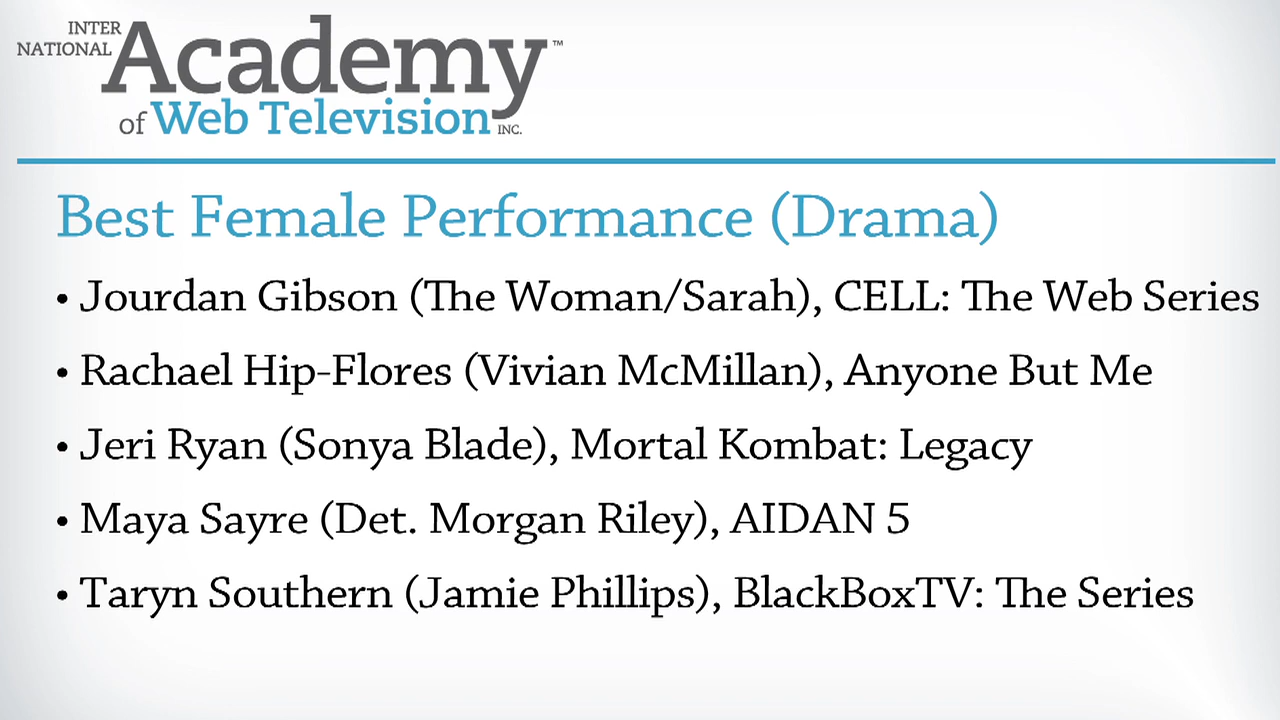 INTER
NATIONAL
Academy™
of Web Television INC.
Best Female Performance (Drama)
• Jourdan Gibson (The Woman/Sarah), CELL: The Web Series
• Rachael Hip-Flores (Vivian McMillan), Anyone But Me
• Jeri Ryan (Sonya Blade), Mortal Kombat: Legacy
• Maya Sayre (Det. Morgan Riley), AIDAN 5
• Taryn Southern (Jamie Phillips), BlackBoxTV: The Series